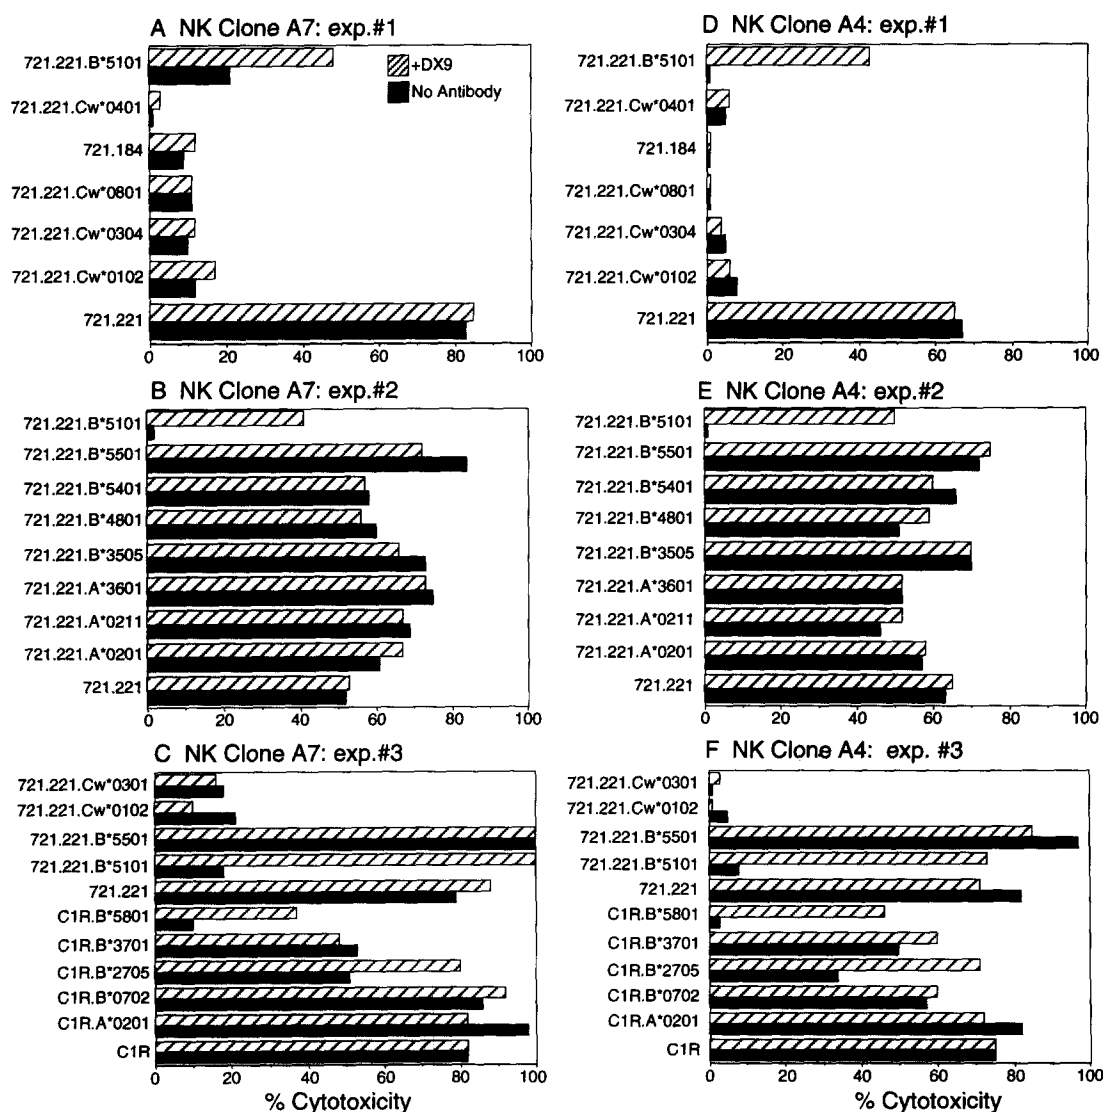 A NK Clone A7: exp.#1
+DX9
No Antibody
721.221.B*5101
721.221.Cw*0401
721.184
721.221.Cw*0801
721.221.Cw*0304
721.221.Cw*0102
721.221
0 20 40 60 80 100
D NK Clone A4: exp.#1
721.221.B*5101
721.221.Cw*0401
721.184
721.221.Cw*0801
721.221.Cw*0304
721.221.Cw*0102
721.221
0 20 40 60 80 100
B NK Clone A7: exp.#2
721.221.B*5101
721.221.B*5501
721.221.B*5401
721.221.B*4801
721.221.B*3505
721.221.A*3601
721.221.A*0211
721.221.A*0201
721.221
0 20 40 60 80 100
E NK Clone A4: exp.#2
721.221.B*5101
721.221.B*5501
721.221.B*5401
721.221.B*4801
721.221.B*3505
721.221.A*3601
721.221.A*0211
721.221.A*0201
721.221
0 20 40 60 80 100
C NK Clone A7: exp.#3
721.221.Cw*0301
721.221.Cw*0102
721.221.B*5501
721.221.B*5101
721.221
C1R.B*5801
C1R.B*3701
C1R.B*2705
C1R.B*0702
C1R.A*0201
C1R
0 20 40 60 80 100
% Cytotoxicity
F NK Clone A4: exp. #3
721.221.Cw*0301
721.221.Cw*0102
721.221.B*5501
721.221.B*5101
721.221
C1R.B*5801
C1R.B*3701
C1R.B*2705
C1R.B*0702
C1R.A*0201
C1R
0 20 40 60 80 100
% Cytotoxicity